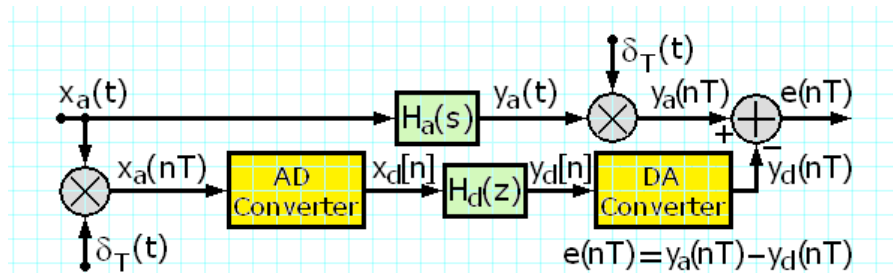 δT(t)
xa(t)
ya(t)
ya(nT)
e(nT)
Ha(s)
+
−
xa(nT)
AD
Converter
xd[n]
Hd(z)
yd[n]
DA
Converter
yd(nT)
δT(t)
e(nT)=ya(nT)−yd(nT)